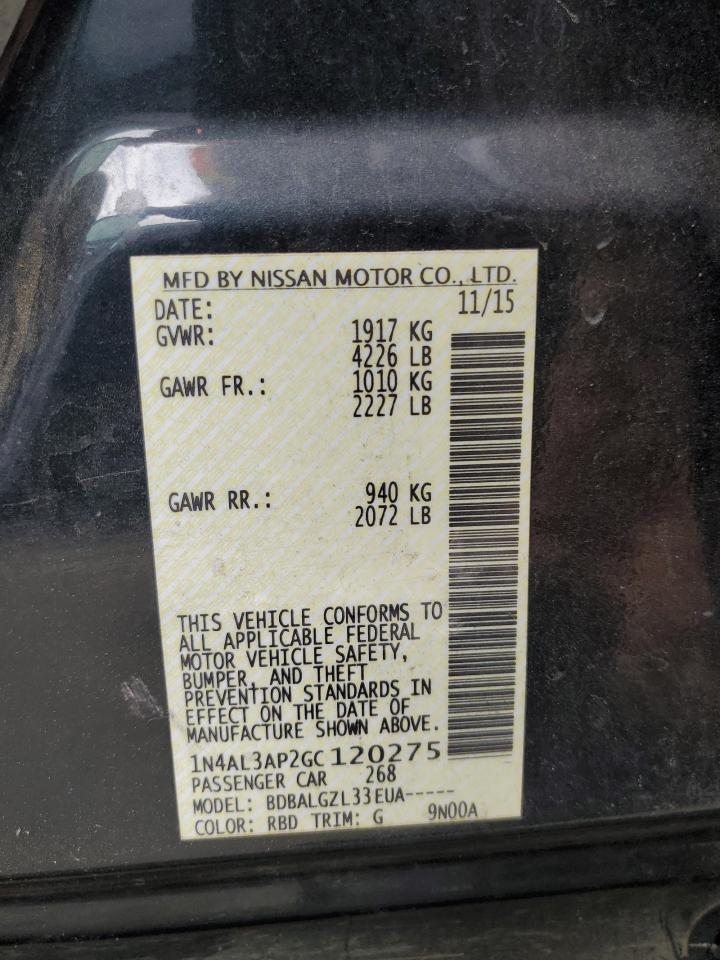 MFD BY NISSAN MOTOR CO., LTD.
DATE: 11/15
GVWR: 1917 KG
4226 LB
GAWR FR.: 1010 KG
2227 LB
GAWR RR.: 940 KG
2072 LB
THIS VEHICLE CONFORMS TO
ALL APPLICABLE FEDERAL
MOTOR VEHICLE SAFETY,
BUMPER, AND THEFT
PREVENTION STANDARDS IN
EFFECT ON THE DATE OF
MANUFACTURE SHOWN ABOVE.
1N4AL3AP2GC120275
PASSENGER CAR 268
MODEL: BDBALGZL33EUA-----
COLOR: RBD TRIM: G 9N00A